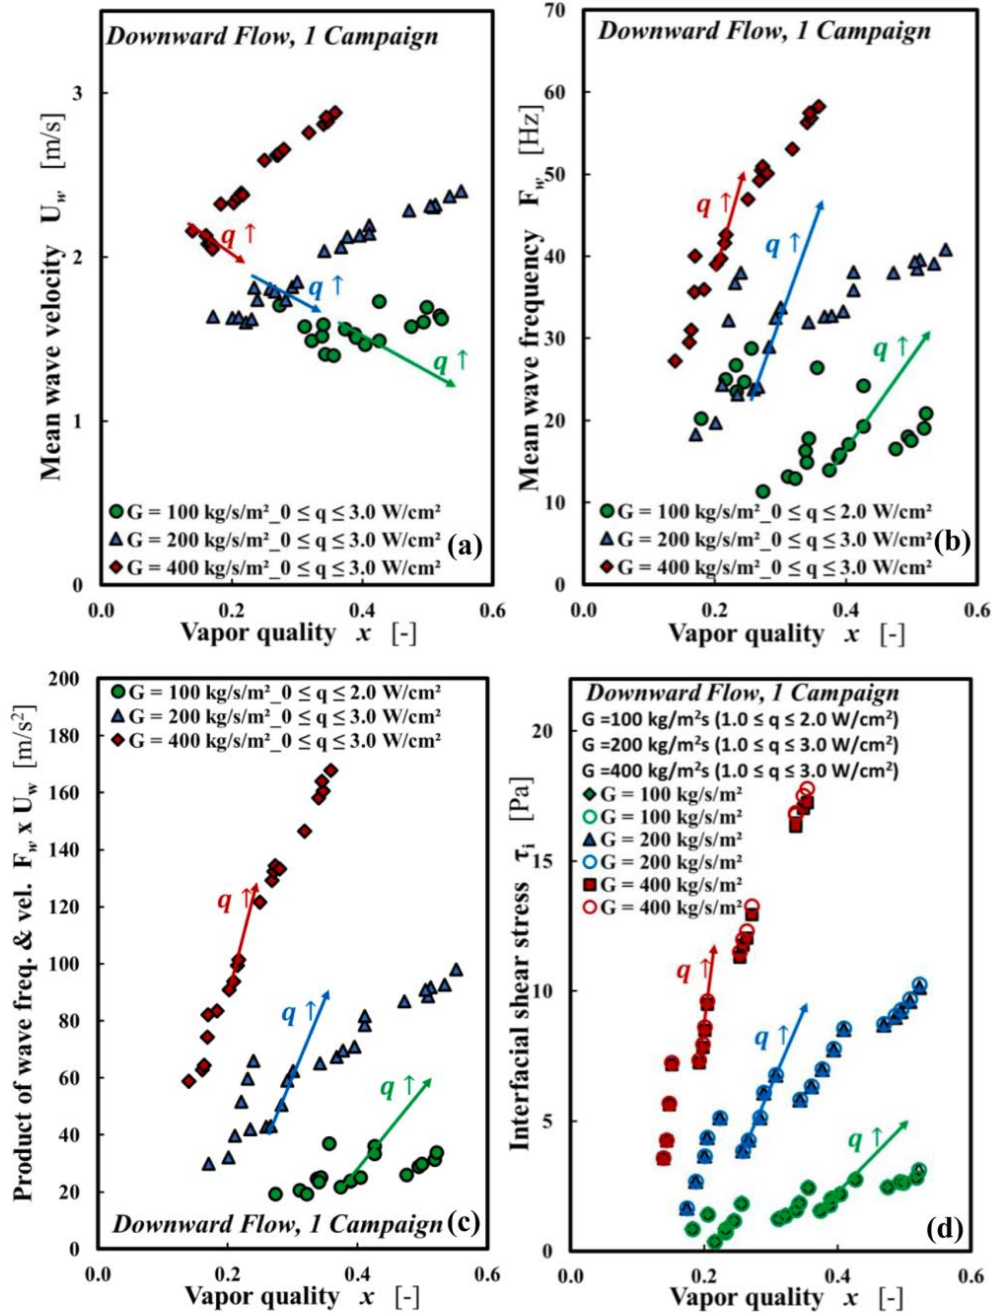 Downward Flow, 1 Campaign
Mean wave velocity U_w [m/s]
3
2
1
0
q ↑
q ↑
q ↑
G = 100 kg/s/m²_0 ≤ q ≤ 3.0 W/cm²
G = 200 kg/s/m²_0 ≤ q ≤ 3.0 W/cm²
G = 400 kg/s/m²_0 ≤ q ≤ 3.0 W/cm²
(a)
0.0 0.2 0.4 0.6
Vapor quality x [-]
Downward Flow, 1 Campaign
Mean wave frequency F_w [Hz]
70
60
50
40
30
20
10
0
q ↑
q ↑
q ↑
G = 100 kg/s/m²_0 ≤ q ≤ 2.0 W/cm²
G = 200 kg/s/m²_0 ≤ q ≤ 3.0 W/cm²
G = 400 kg/s/m²_0 ≤ q ≤ 3.0 W/cm²
(b)
0.0 0.2 0.4 0.6
Vapor quality x [-]
Product of wave freq. & vel. F_w x U_w [m/s²]
200
180
160
140
120
100
80
60
40
20
0
G = 100 kg/s/m²_0 ≤ q ≤ 2.0 W/cm²
G = 200 kg/s/m²_0 ≤ q ≤ 3.0 W/cm²
G = 400 kg/s/m²_0 ≤ q ≤ 3.0 W/cm²
q ↑
q ↑
q ↑
Downward Flow, 1 Campaign
(c)
0.0 0.2 0.4 0.6
Vapor quality x [-]
Downward Flow, 1 Campaign
G =100 kg/m²s (1.0 ≤ q ≤ 2.0 W/cm²)
G =200 kg/m²s (1.0 ≤ q ≤ 3.0 W/cm²)
G =400 kg/m²s (1.0 ≤ q ≤ 3.0 W/cm²)
G = 100 kg/s/m²
G = 100 kg/s/m²
G = 200 kg/s/m²
G = 200 kg/s/m²
G = 400 kg/s/m²
G = 400 kg/s/m²
Interfacial shear stress τ_i [Pa]
20
15
10
5
0
q ↑
q ↑
q ↑
(d)
0.0 0.2 0.4 0.6
Vapor quality x [-]